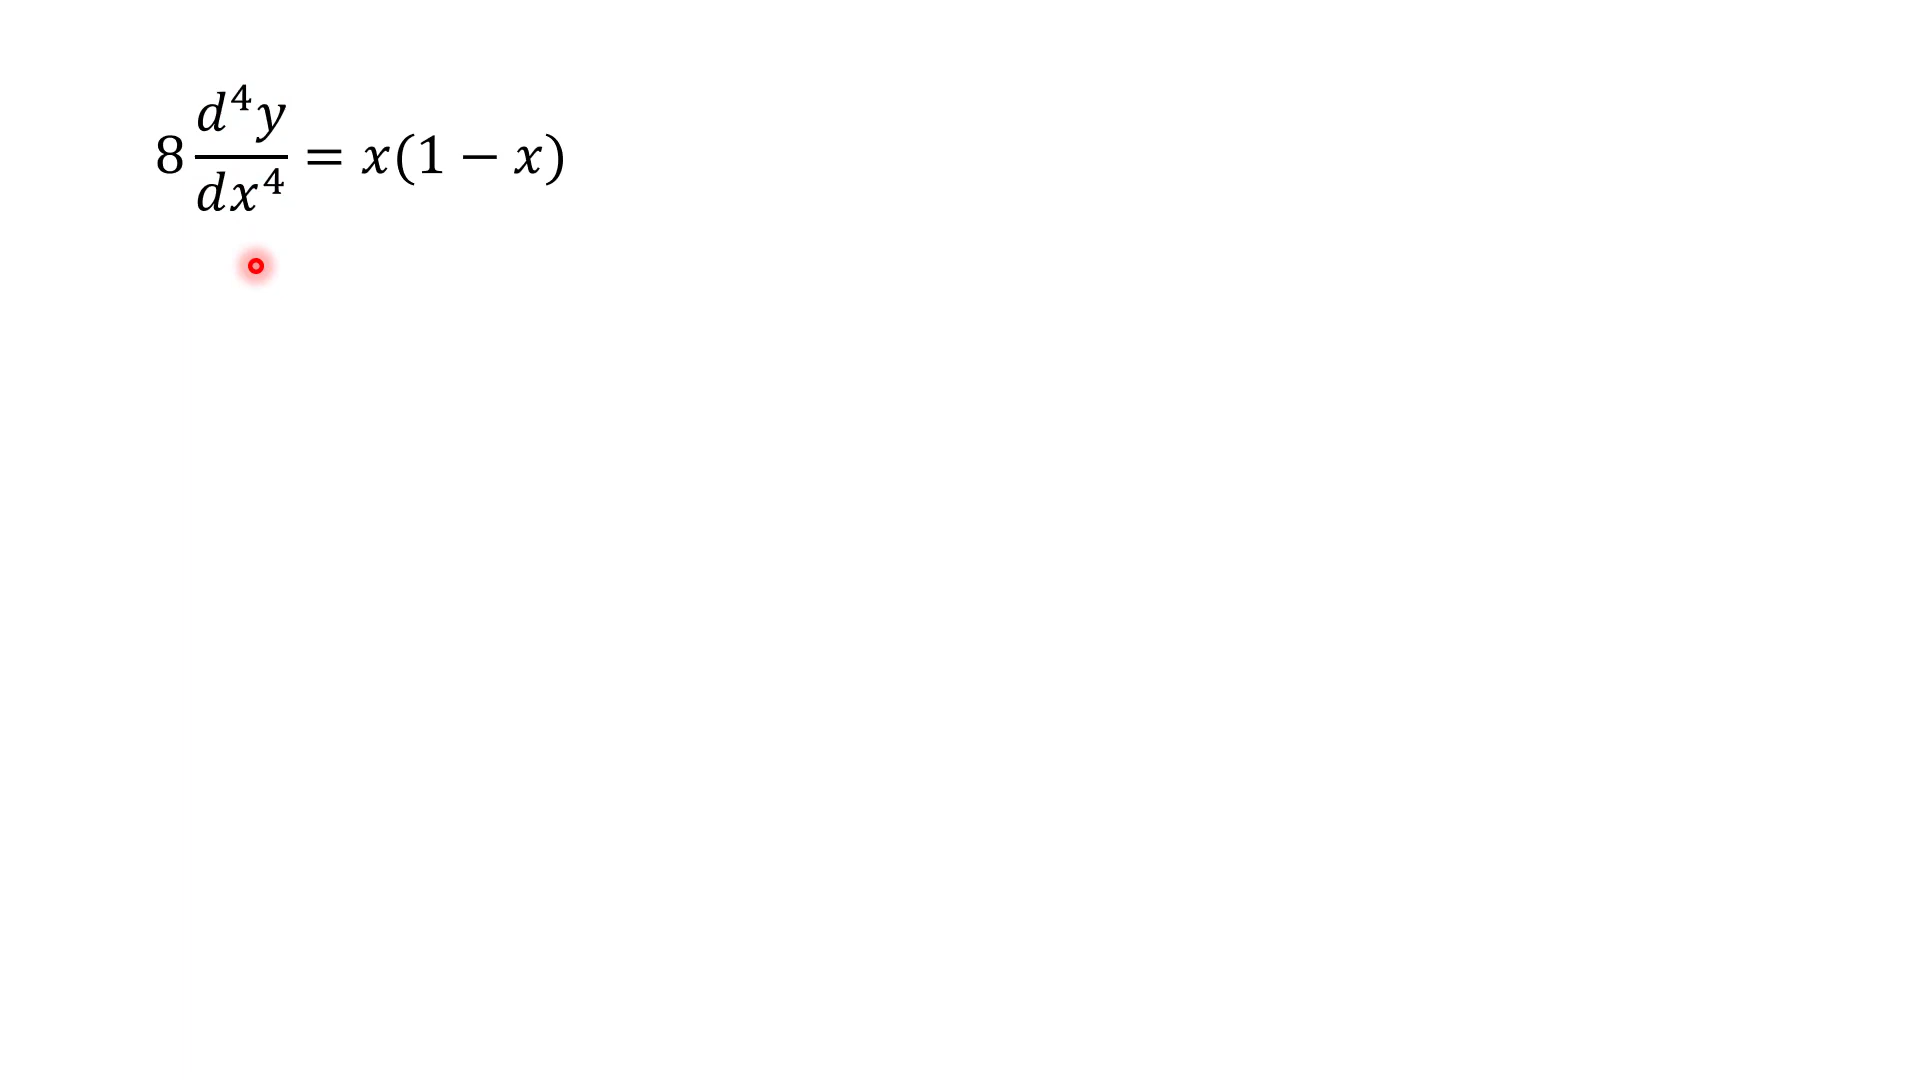 8 d⁴y/dx⁴ = x(1 − x)